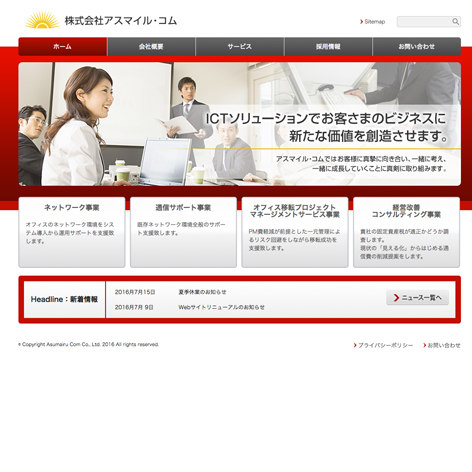 株式会社アスマイル・コム
Sitemap
ホーム
会社概要
サービス
採用情報
お問い合わせ
ICTソリューションでお客さまのビジネスに
新たな価値を創造させます。
アスマイル・コムではお客様に真摯に向き合い、一緒に考え、
一緒に成長していくことに真剣に取り組みます。
ネットワーク事業
オフィスのネットワーク環境をシス
テム導入から運用サポートを支援致
します。
通信サポート事業
既存ネットワーク環境全般のサポー
ト支援致します。
オフィス移転プロジェクト
マネージメントサービス事業
PM費軽減が前提とした一元管理によ
るリスク回避をしながら移転成功を
支援致します。
経営改善
コンサルティング事業
貴社の固定資産税が適正かどうか調
査します。
現状の「見える化」からはじめる通
信費の削減提案をします。
Headline：新着情報
2016月7月15日
夏季休業のお知らせ
2016月7月 9日
Webサイトリニューアルのお知らせ
ニュース一覧へ
© Copyright Asumairu Com Co., Ltd. 2016 All rights reserved.
プライバシーポリシー
お問い合わせ